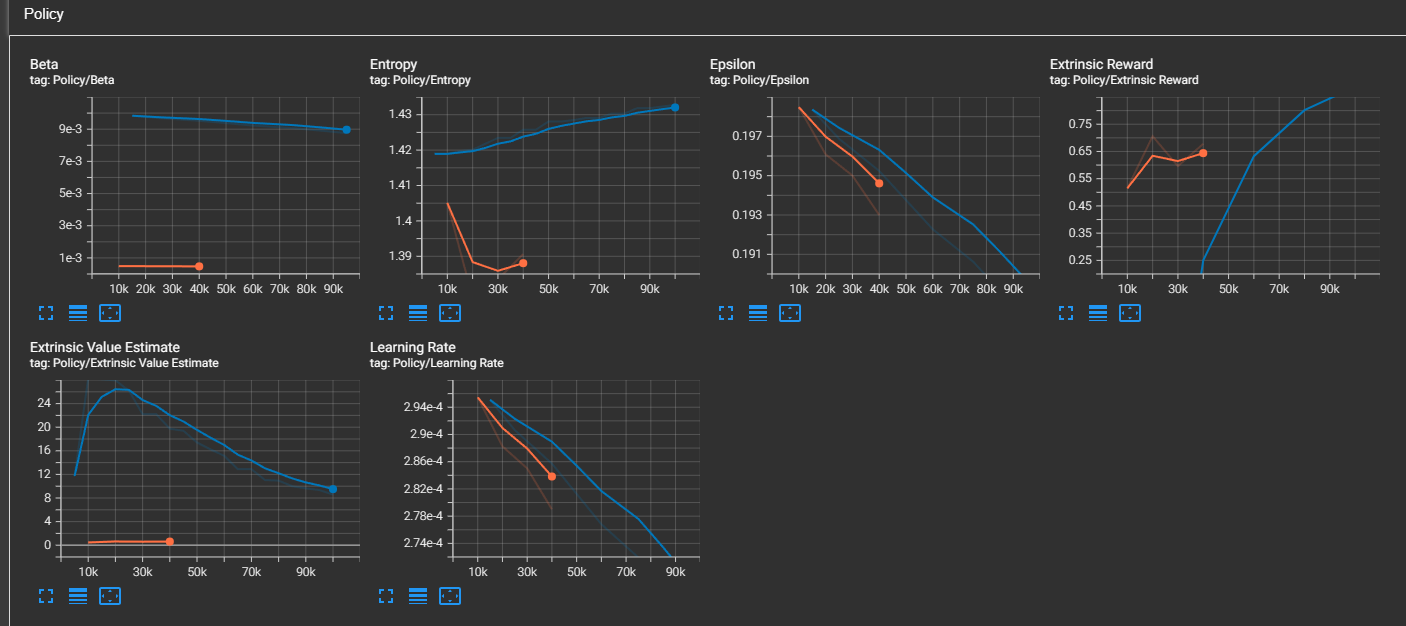 Policy
Beta
tag: Policy/Beta
9e-3
7e-3
5e-3
3e-3
1e-3
10k 20k 30k 40k 50k 60k 70k 80k 90k
Entropy
tag: Policy/Entropy
1.43
1.42
1.41
1.4
1.39
10k 30k 50k 70k 90k
Epsilon
tag: Policy/Epsilon
0.197
0.195
0.193
0.191
10k 20k 30k 40k 50k 60k 70k 80k 90k
Extrinsic Reward
tag: Policy/Extrinsic Reward
0.75
0.65
0.55
0.45
0.35
0.25
10k 30k 50k 70k 90k
Extrinsic Value Estimate
tag: Policy/Extrinsic Value Estimate
24
20
16
12
8
4
0
10k 30k 50k 70k 90k
Learning Rate
tag: Policy/Learning Rate
2.94e-4
2.9e-4
2.86e-4
2.82e-4
2.78e-4
2.74e-4
10k 30k 50k 70k 90k